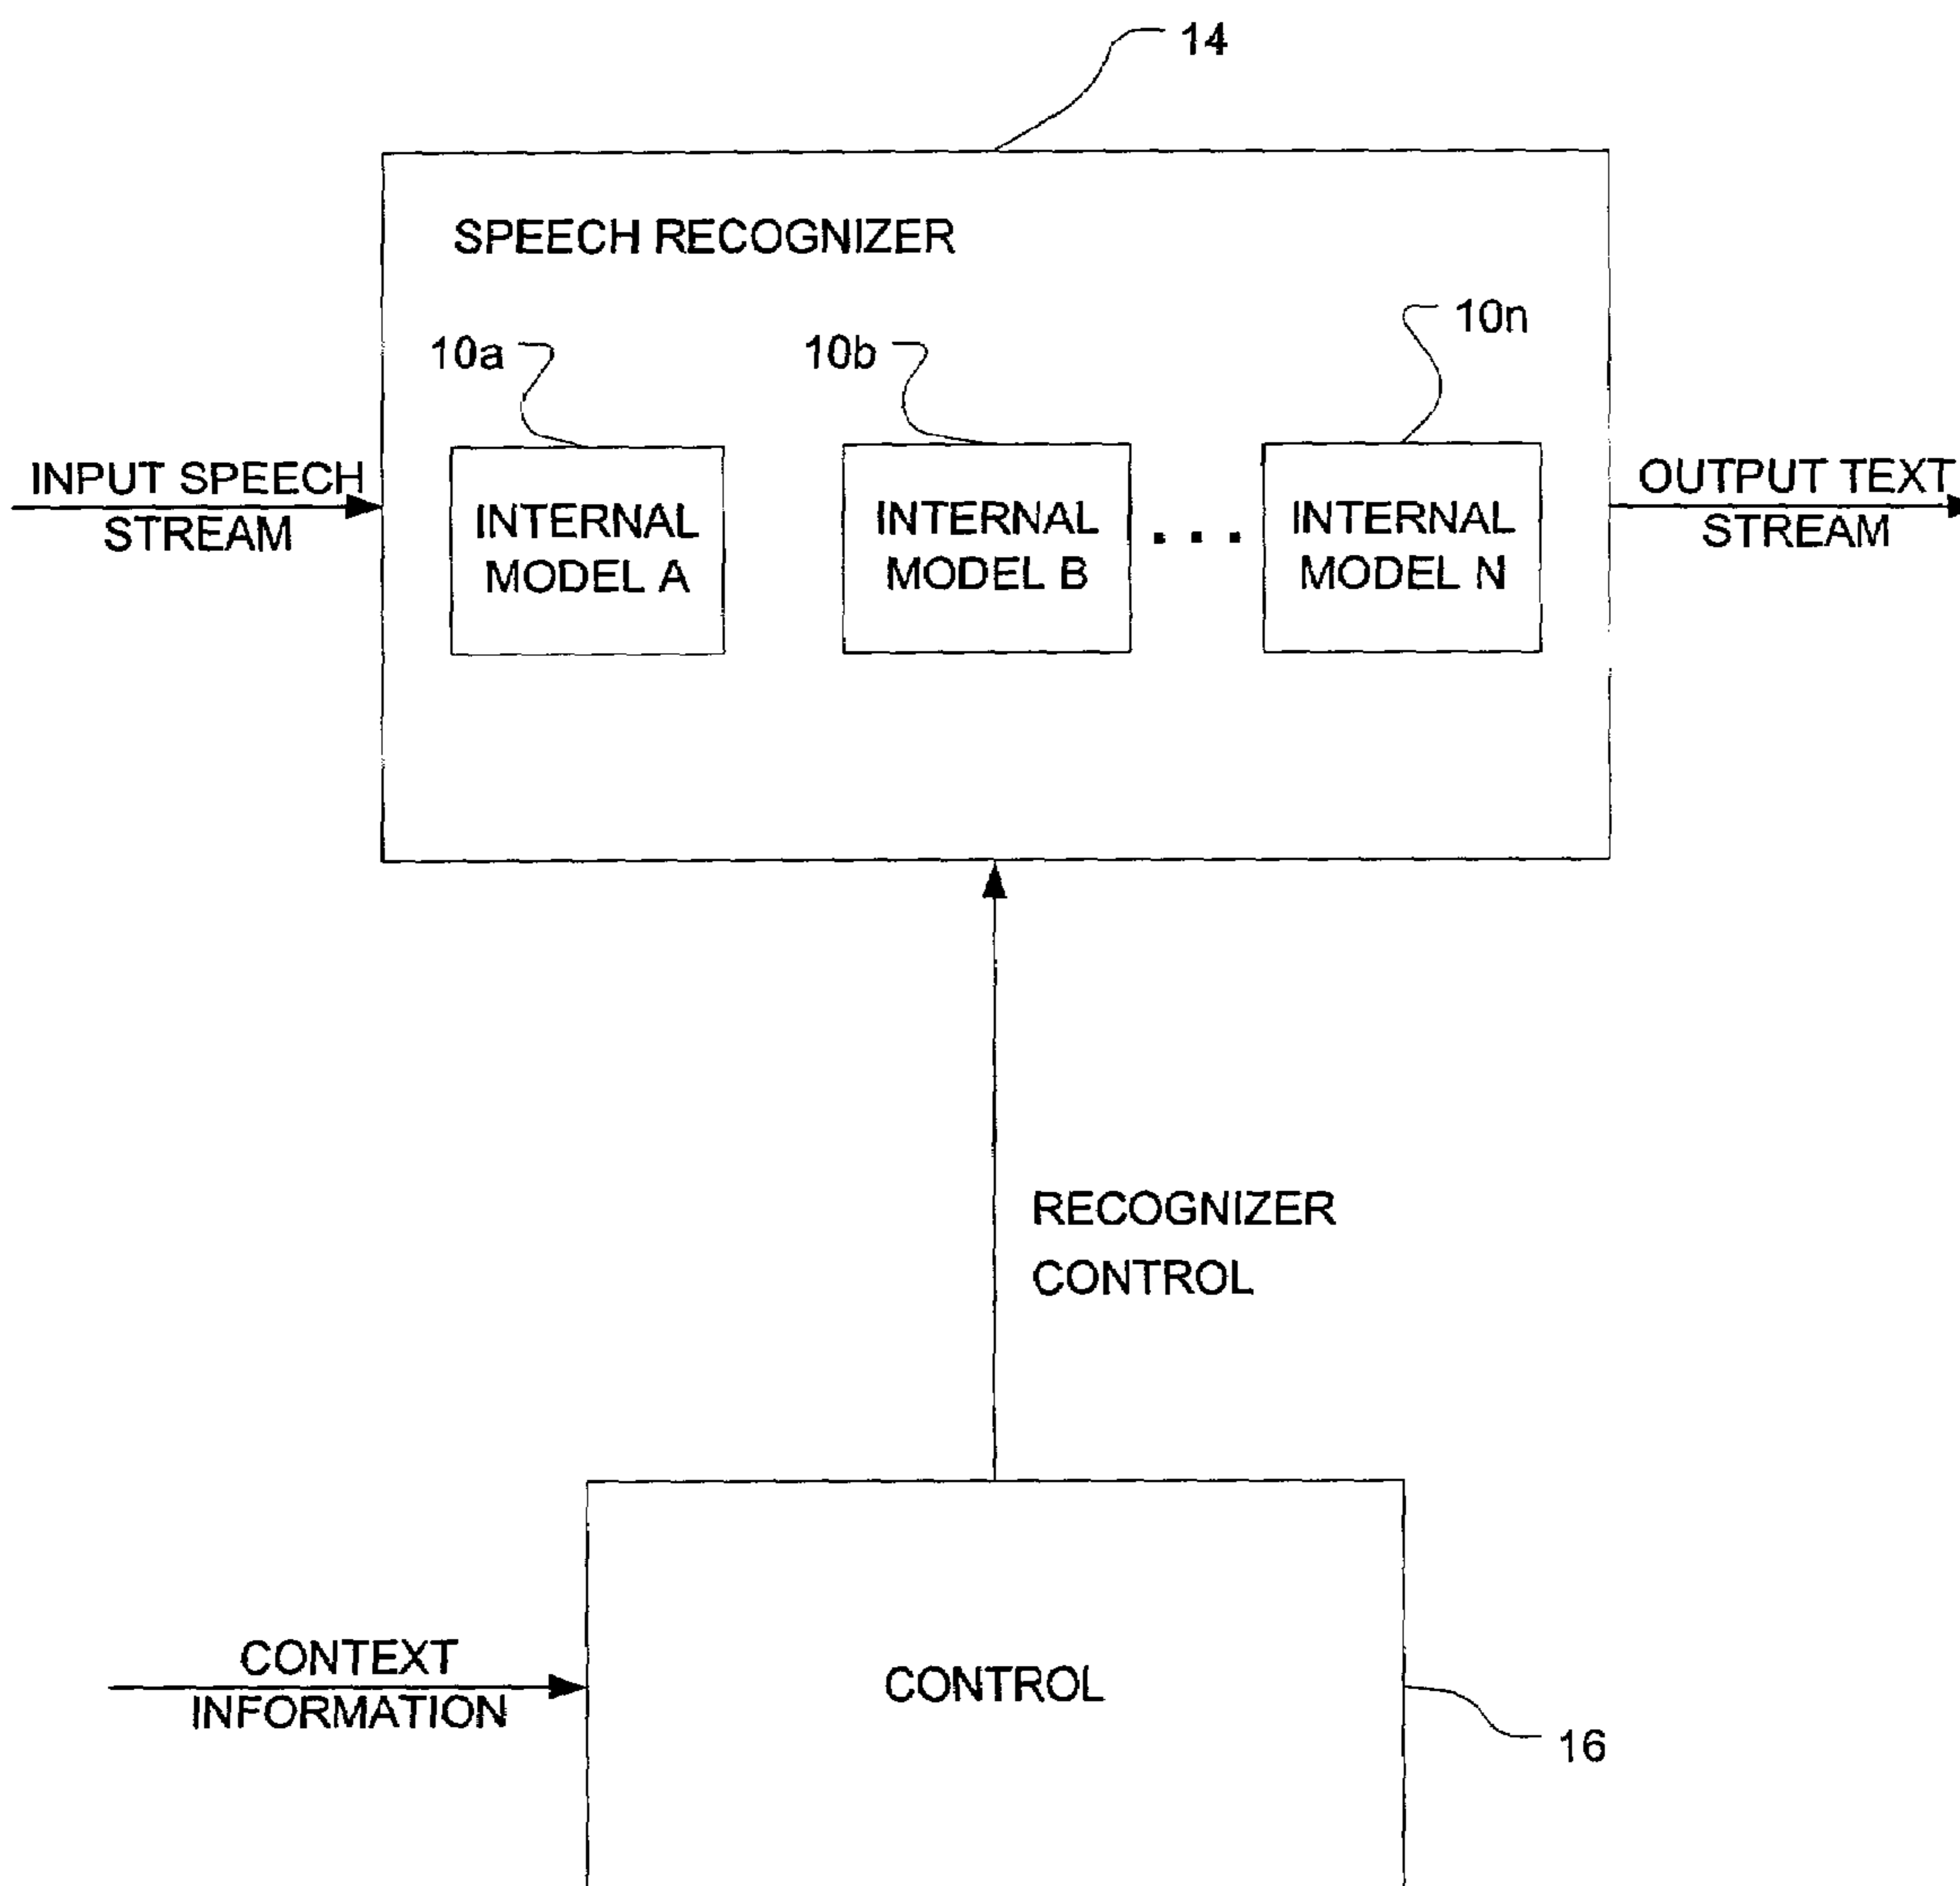 14
SPEECH RECOGNIZER
10a
10b
10n
INPUT SPEECH
STREAM
INTERNAL
MODEL A
INTERNAL
MODEL B
. . .
INTERNAL
MODEL N
OUTPUT TEXT
STREAM
RECOGNIZER
CONTROL
CONTEXT
INFORMATION
CONTROL
16